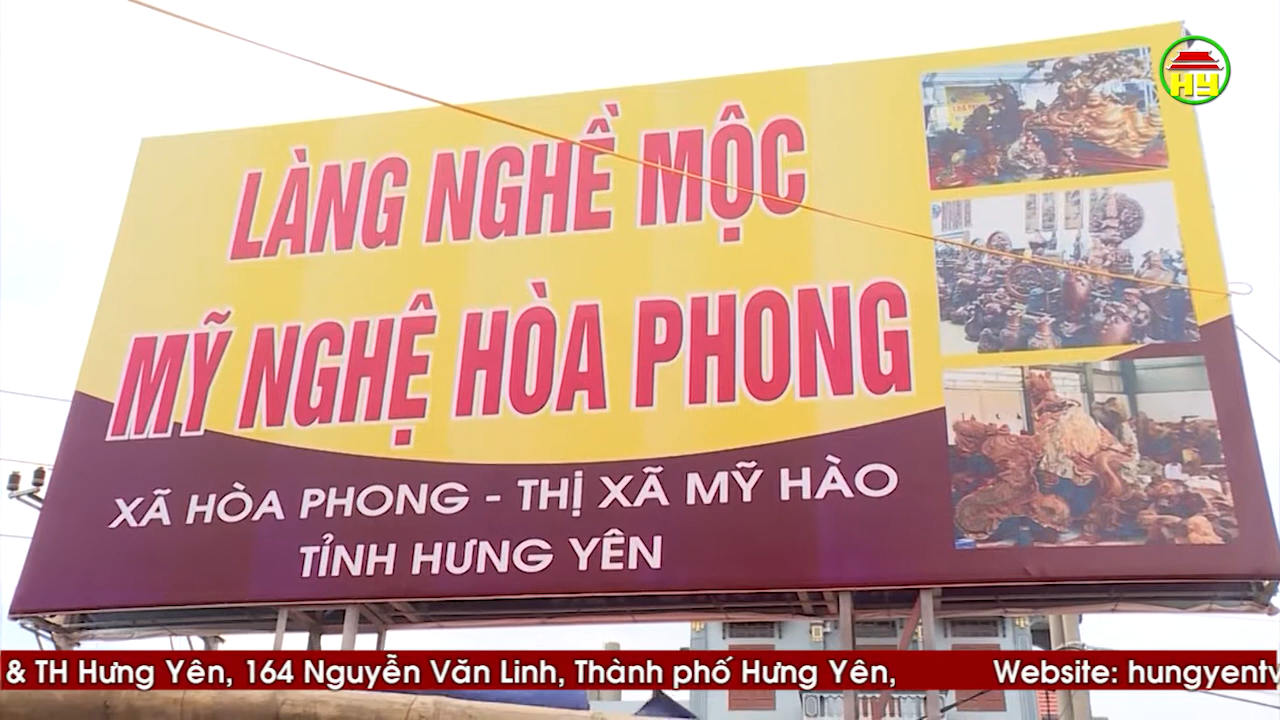 LÀNG NGHỀ MỘC
MỸ NGHỆ HÒA PHONG
XÃ HÒA PHONG - THỊ XÃ MỸ HÀO
TỈNH HƯNG YÊN
HY
& TH Hưng Yên, 164 Nguyễn Văn Linh, Thành phố Hưng Yên, Website: hungyentv